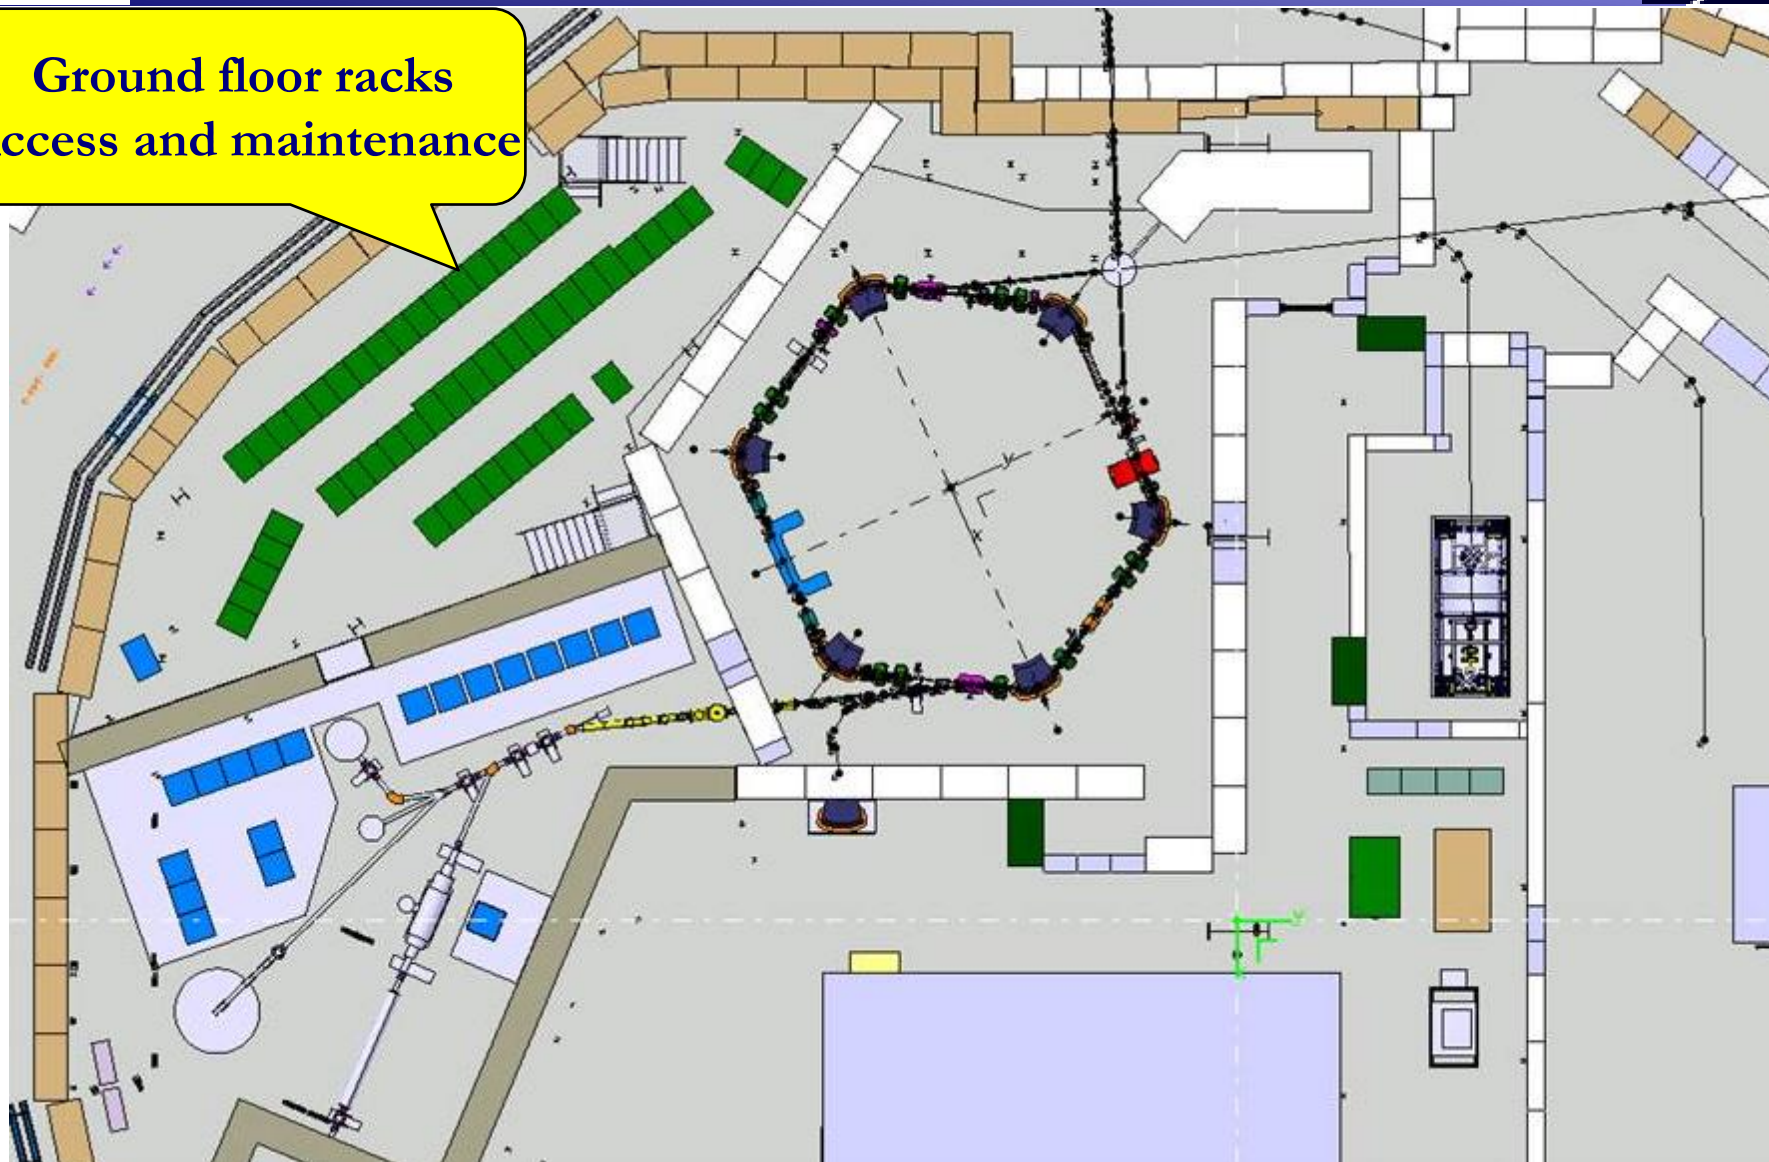 Ground floor racks
ccess and maintenance
y
x
y